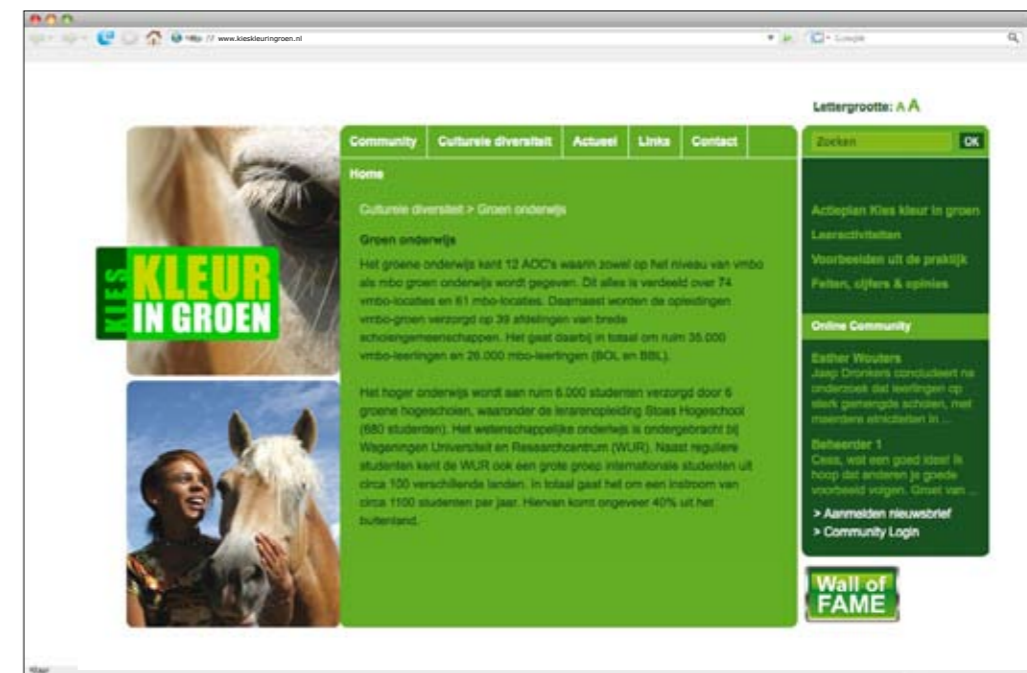 http // www.kieskleuringroen.nl
Google
Lettergrootte: A A
Community Culturele diversiteit Actueel Links Contact
Home
Zoeken OK
Culturele diversiteit > Groen onderwijs
Groen onderwijs
Het groene onderwijs kent 12 AOC's waarin zowel op het niveau van vmbo
als mbo groen onderwijs wordt gegeven. Dit alles is verdeeld over 74
vmbo-locaties en 61 mbo-locaties. Daarnaast worden de opleidingen
vmbo-groen verzorgd op 39 afdelingen van brede
scholengemeenschappen. Het gaat daarbij in totaal om ruim 35.000
vmbo-leerlingen en 26.000 mbo-leerlingen (BOL en BBL).
Het hoger onderwijs wordt aan ruim 6.000 studenten verzorgd door 6
groene hogescholen, waaronder de lerarenopleiding Stoas Hogeschool
(680 studenten). Het wetenschappelijke onderwijs is ondergebracht bij
Wageningen Universiteit en Researchcentrum (WUR). Naast reguliere
studenten kent de WUR ook een grote groep internationale studenten uit
circa 100 verschillende landen. In totaal gaat het om een instroom van
circa 1100 studenten per jaar. Hiervan komt ongeveer 40% uit het
buitenland.
KIES
KLEUR
IN GROEN
Actieplan Kies kleur in groen
Leeractiviteiten
Voorbeelden uit de praktijk
Feiten, cijfers & opinies
Online Community
Esther Wouters
Jaap Dronkers concludeert na
onderzoek dat leerlingen op
sterk gemengde scholen, met
meerdere etniciteiten in ...
Beheerder 1
Cees, wat een goed idee! Ik
hoop dat anderen je goede
voorbeeld volgen. Groet van ...
> Aanmelden nieuwsbrief
> Community Login
Wall of
FAME
Klaar